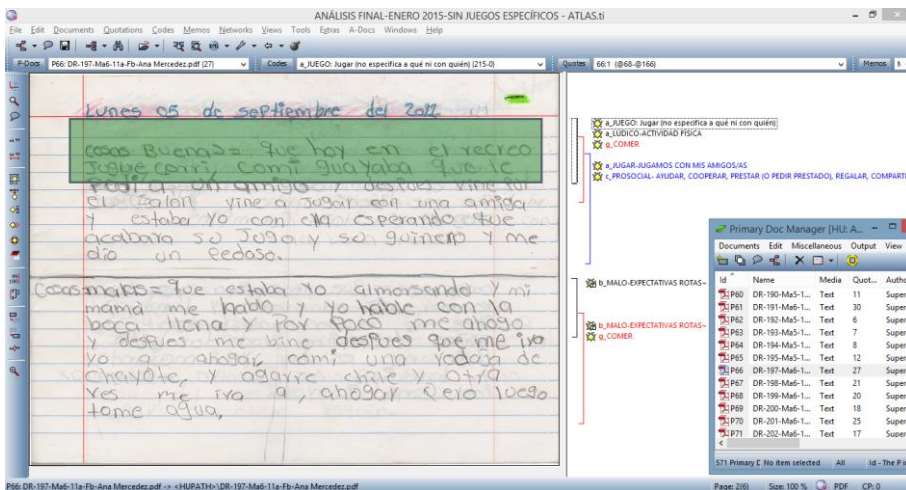 ANÁLISIS FINAL-ENERO 2015-SIN JUEGOS ESPECÍFICOS - ATLAS.ti
File Edit Documents Quotations Codes Memos Networks Views Tools Extras A-Docs Windows Help
P-Docs P66: DR-197-Ma6-11a-Fb-Ana Mercedez.pdf (27) Codes a_JUEGO: Jugar (no especifica a qué ni con quién) (215-0) Quotes 66:1 (@68-@166) Memos
Lunes 05 de septiembre del 2011
cosas Buenas= que hoy en el recreo
Jugue corri, comi guayaba que le
Pedí a un amigo y despues vine fui
el salon vine a Jugar con una amiga
y estaba yo con ella esperando que
acabara su Jugo y su guineno y me
dio un pedaso.
Cosas malas= que estaba yo almorsando y mi
mamá me hablo y yo hable con la
boca llena y Por poco me ahogo
y despues me bine despues que me iva
yo a ahogar, comi una rodaja de
chayote, y agarre chile y otra
ves me iva a, ahogar pero luego
tome agua,
a_JUEGO: Jugar (no especifica a qué ni con quién)
a_LÚDICO-ACTIVIDAD FÍSICA
g_COMER
a_JUGAR-JUGAMOS CON MIS AMIGOS/AS
c_PROSOCIAL- AYUDAR, COOPERAR, PRESTAR (O PEDIR PRESTADO), REGALAR, COMPARTI
b_MALO-EXPECTATIVAS ROTAS~
b_MALO-EXPECTATIVAS ROTAS~
g_COMER
Primary Doc Manager [HU: A...
Documents Edit Miscellaneous Output View
Id Name Media Quot... Autho
P60 DR-190-Ma5-1... Text 11 Super
P61 DR-191-Ma6-1... Text 30 Super
P62 DR-192-Ma5-1... Text 6 Super
P63 DR-193-Ma5-1... Text 7 Super
P64 DR-194-Ma6-1... Text 8 Super
P65 DR-195-Ma6-1... Text 12 Super
P66 DR-197-Ma6-1... Text 27 Super
P67 DR-198-Ma6-1... Text 21 Super
P68 DR-199-Ma6-1... Text 20 Super
P69 DR-200-Ma6-1... Text 18 Super
P70 DR-201-Ma6-1... Text 25 Super
P71 DR-202-Ma6-1... Text 17 Super
571 Primary D No item selected All Id - The P in
P66: DR-197-Ma6-11a-Fb-Ana Mercedez.pdf -> <HUPATH>\DR-197-Ma6-11a-Fb-Ana Mercedez.pdf Page: 2(6) Size: 100 % PDF CP: 0